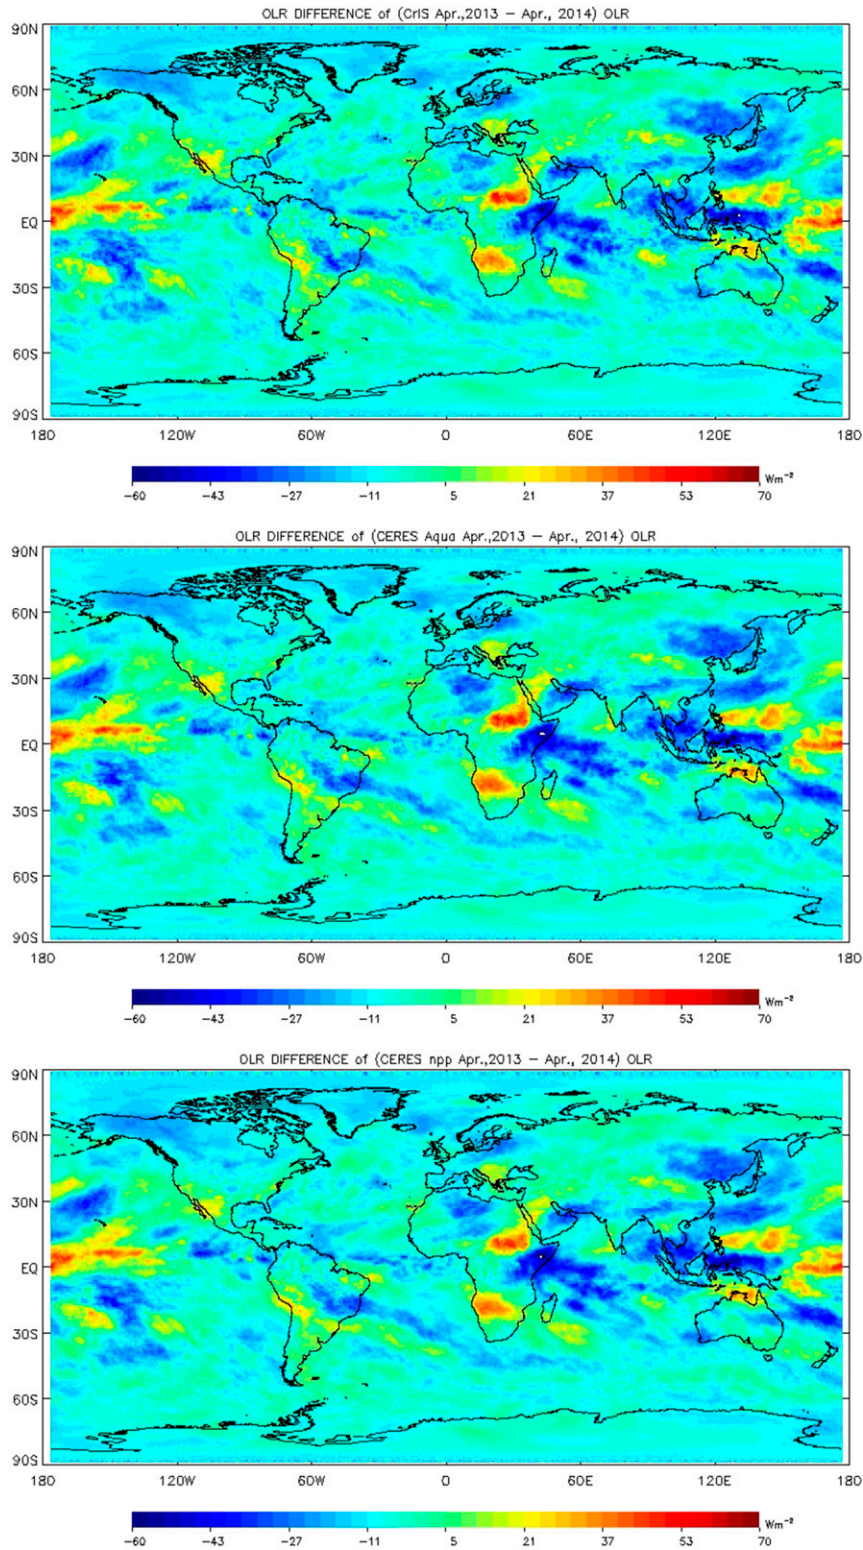 OLR DIFFERENCE of (CrIS Apr.,2013 − Apr., 2014) OLR
90N
60N
30N
EQ
30S
60S
90S
180 120W 60W 0 60E 120E 180
−60 −43 −27 −11 5 21 37 53 70 Wm⁻²
OLR DIFFERENCE of (CERES Aqua Apr.,2013 − Apr., 2014) OLR
90N
60N
30N
EQ
30S
60S
90S
180 120W 60W 0 60E 120E 180
−60 −43 −27 −11 5 21 37 53 70 Wm⁻²
OLR DIFFERENCE of (CERES npp Apr.,2013 − Apr., 2014) OLR
90N
60N
30N
EQ
30S
60S
90S
180 120W 60W 0 60E 120E 180
−60 −43 −27 −11 5 21 37 53 70 Wm⁻²